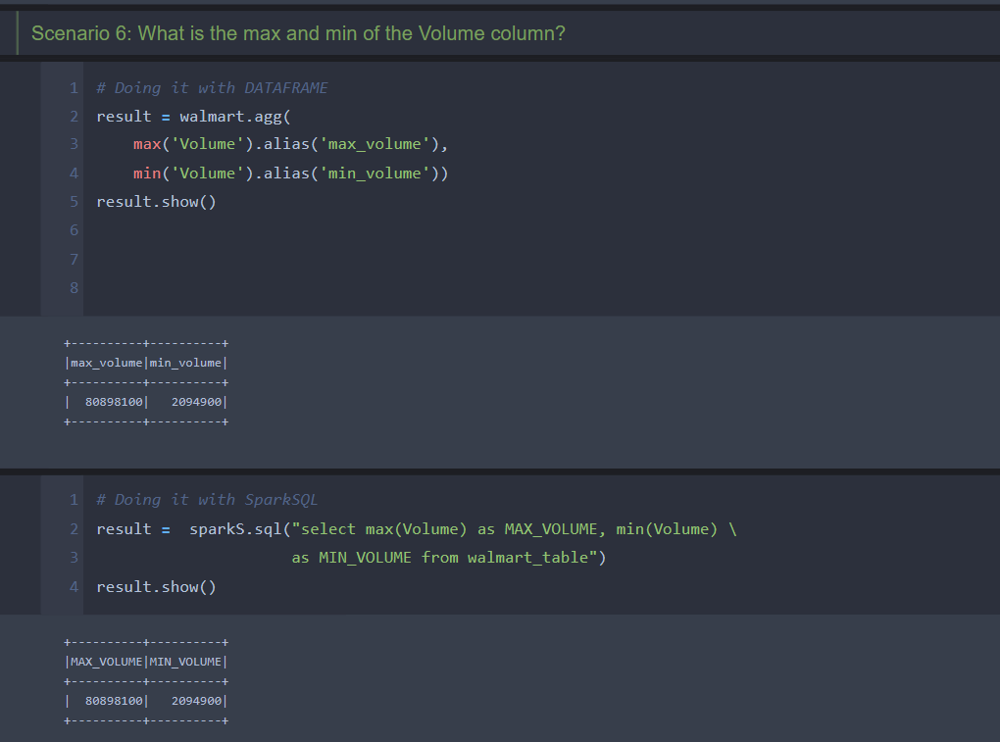 Scenario 6: What is the max and min of the Volume column?
1 # Doing it with DATAFRAME
2 result = walmart.agg(
3     max('Volume').alias('max_volume'),
4     min('Volume').alias('min_volume'))
5 result.show()
6
7
8
+----------+----------+
|max_volume|min_volume|
+----------+----------+
|  80898100|   2094900|
+----------+----------+
1 # Doing it with SparkSQL
2 result =  sparkS.sql("select max(Volume) as MAX_VOLUME, min(Volume) \
3                      as MIN_VOLUME from walmart_table")
4 result.show()
+----------+----------+
|MAX_VOLUME|MIN_VOLUME|
+----------+----------+
|  80898100|   2094900|
+----------+----------+